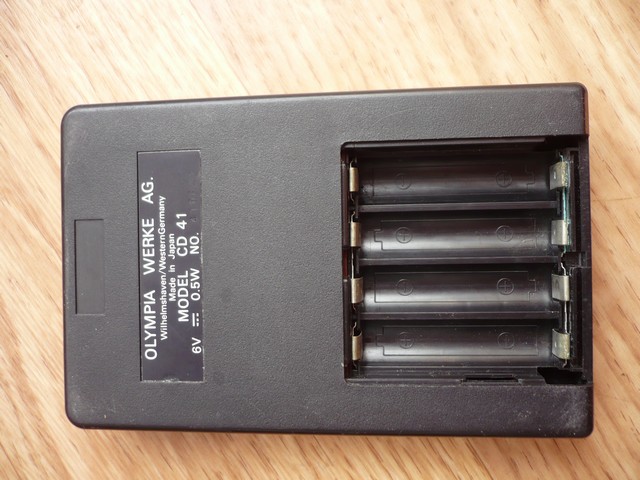 OLYMPIA WERKE AG.
Wilhelmshaven/WesternGermany
Made in Japan
MODEL CD 41
6V ⎓ 0.5W NO.